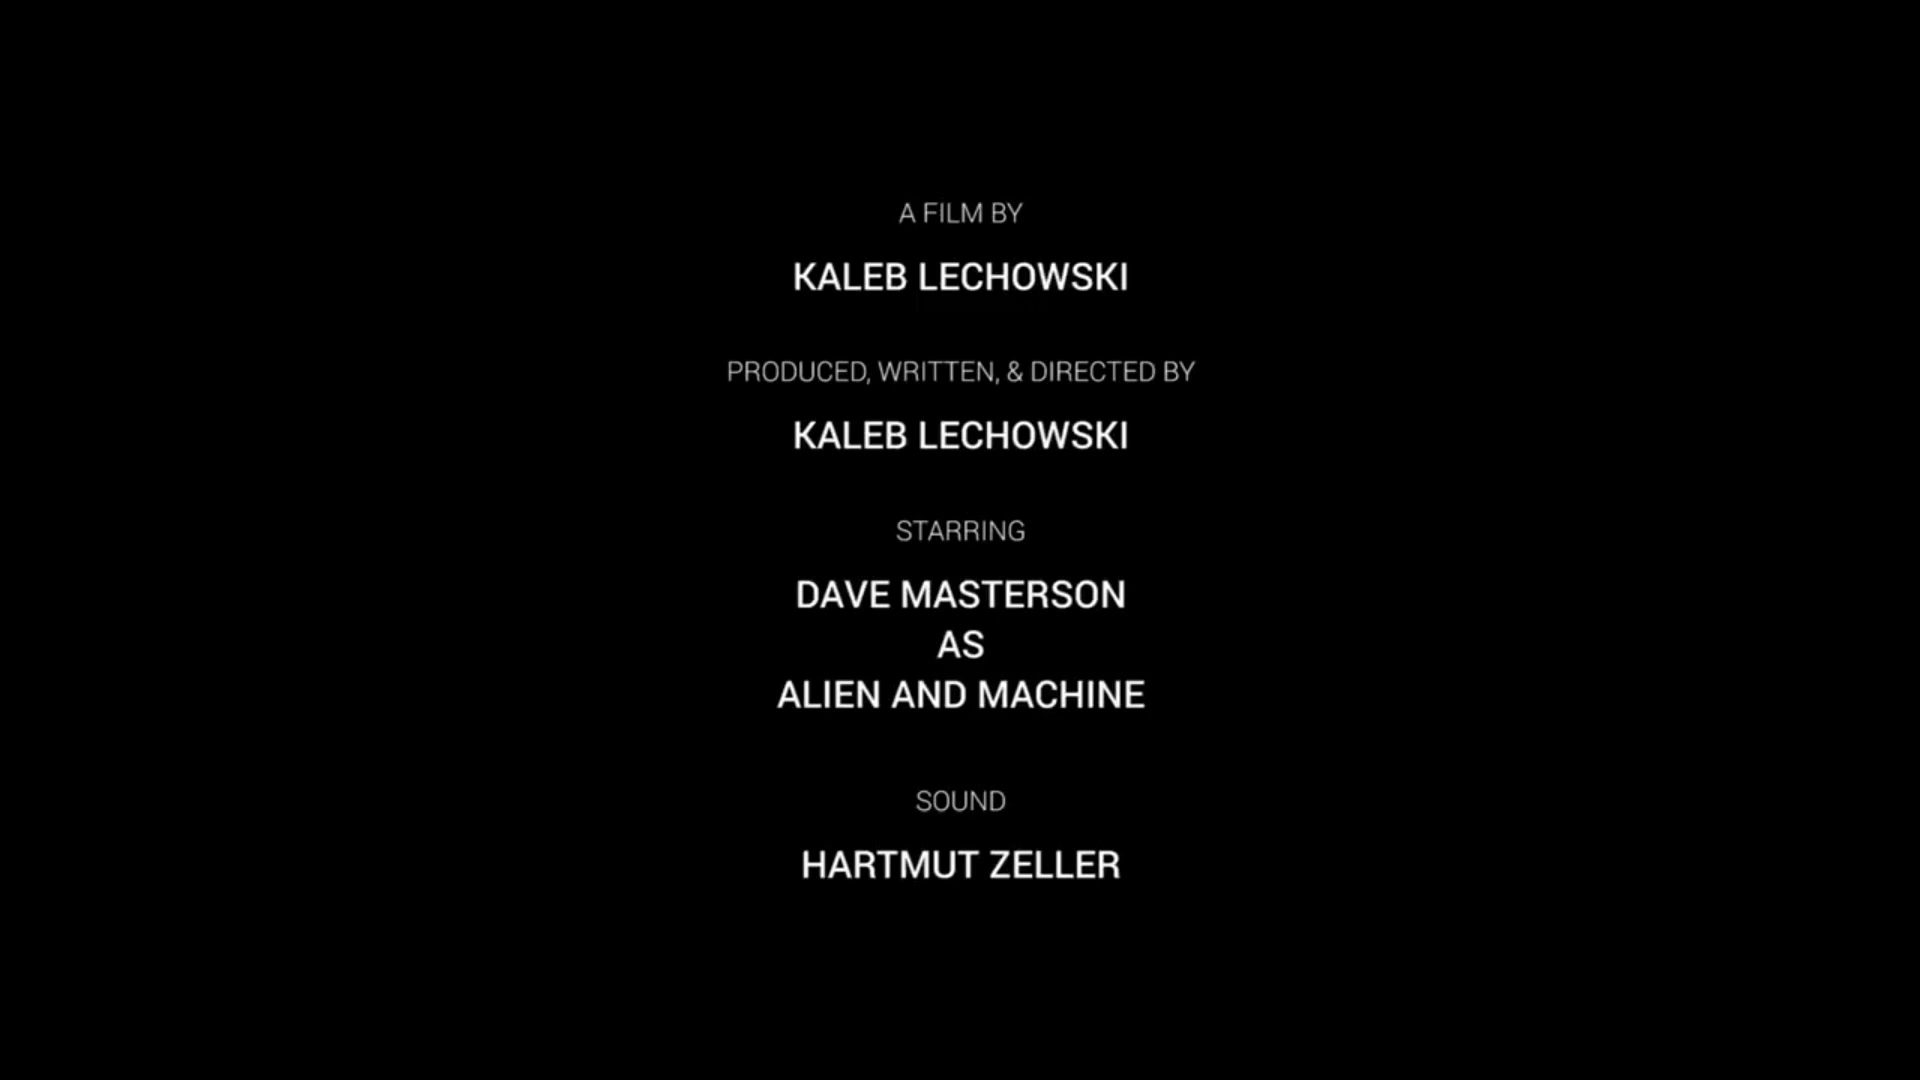 A FILM BY
KALEB LECHOWSKI
PRODUCED, WRITTEN, & DIRECTED BY
KALEB LECHOWSKI
STARRING
DAVE MASTERSON
AS
ALIEN AND MACHINE
SOUND
HARTMUT ZELLER